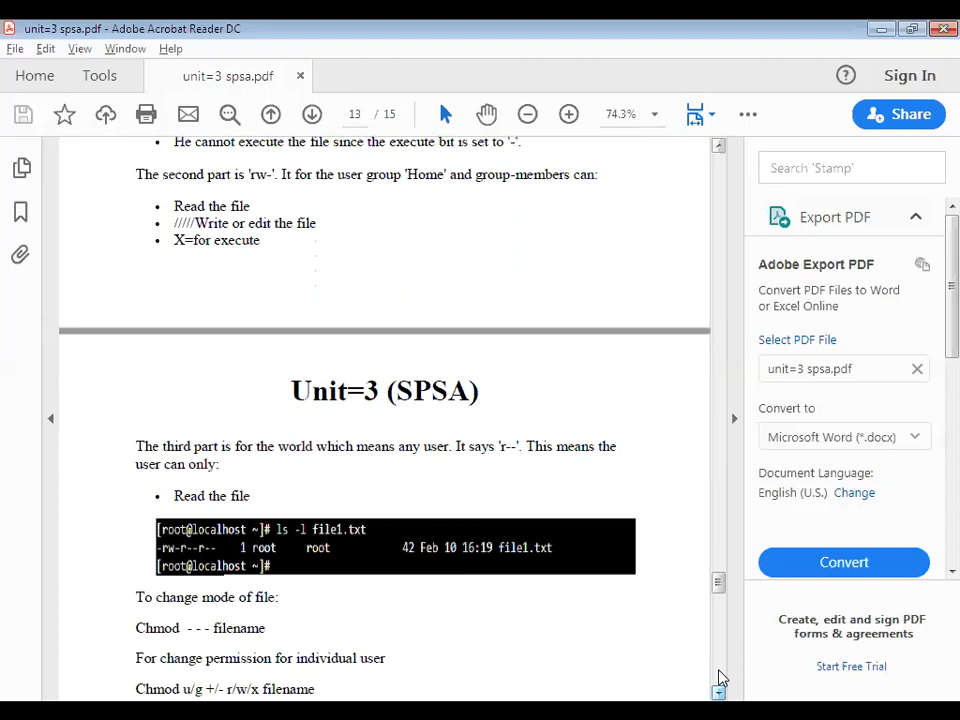 unit=3 spsa.pdf - Adobe Acrobat Reader DC
File Edit View Window Help
Home Tools unit=3 spsa.pdf × ? Sign In
13 / 15 74.3% Share
• He cannot execute the file since the execute bit is set to '-'.
The second part is 'rw-'. It for the user group 'Home' and group-members can:
• Read the file
• /////Write or edit the file
• X=for execute
Unit=3 (SPSA)
The third part is for the world which means any user. It says 'r--'. This means the
user can only:
• Read the file
[root@localhost ~]# ls -l file1.txt
-rw-r--r-- 1 root root 42 Feb 10 16:19 file1.txt
[root@localhost ~]#
To change mode of file:
Chmod - - - filename
For change permission for individual user
Chmod u/g +/- r/w/x filename
Search 'Stamp'
Export PDF
Adobe Export PDF
Convert PDF Files to Word
or Excel Online
Select PDF File
unit=3 spsa.pdf
Convert to
Microsoft Word (*.docx)
Document Language:
English (U.S.) Change
Convert
Create, edit and sign PDF
forms & agreements
Start Free Trial